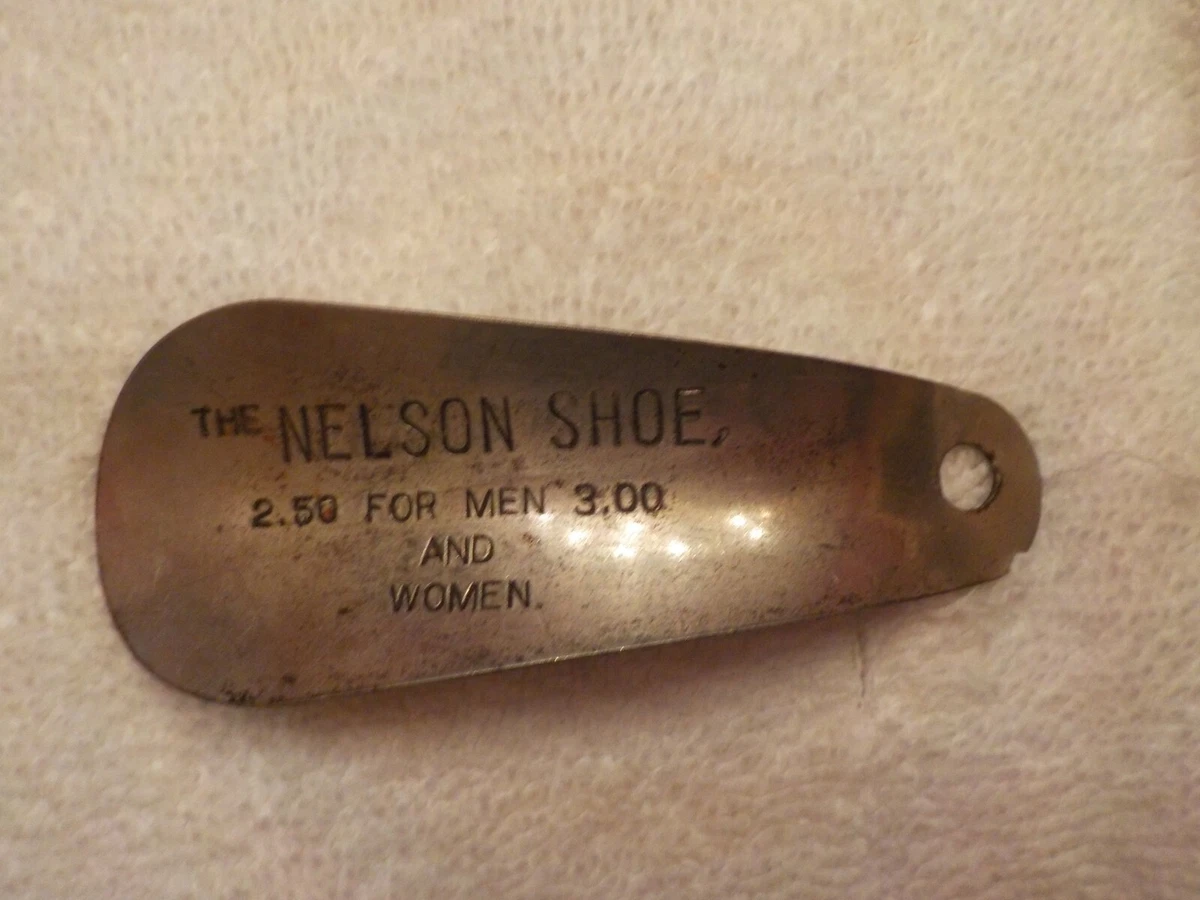 THE NELSON SHOE,
2.50 FOR MEN 3.00
AND
WOMEN.